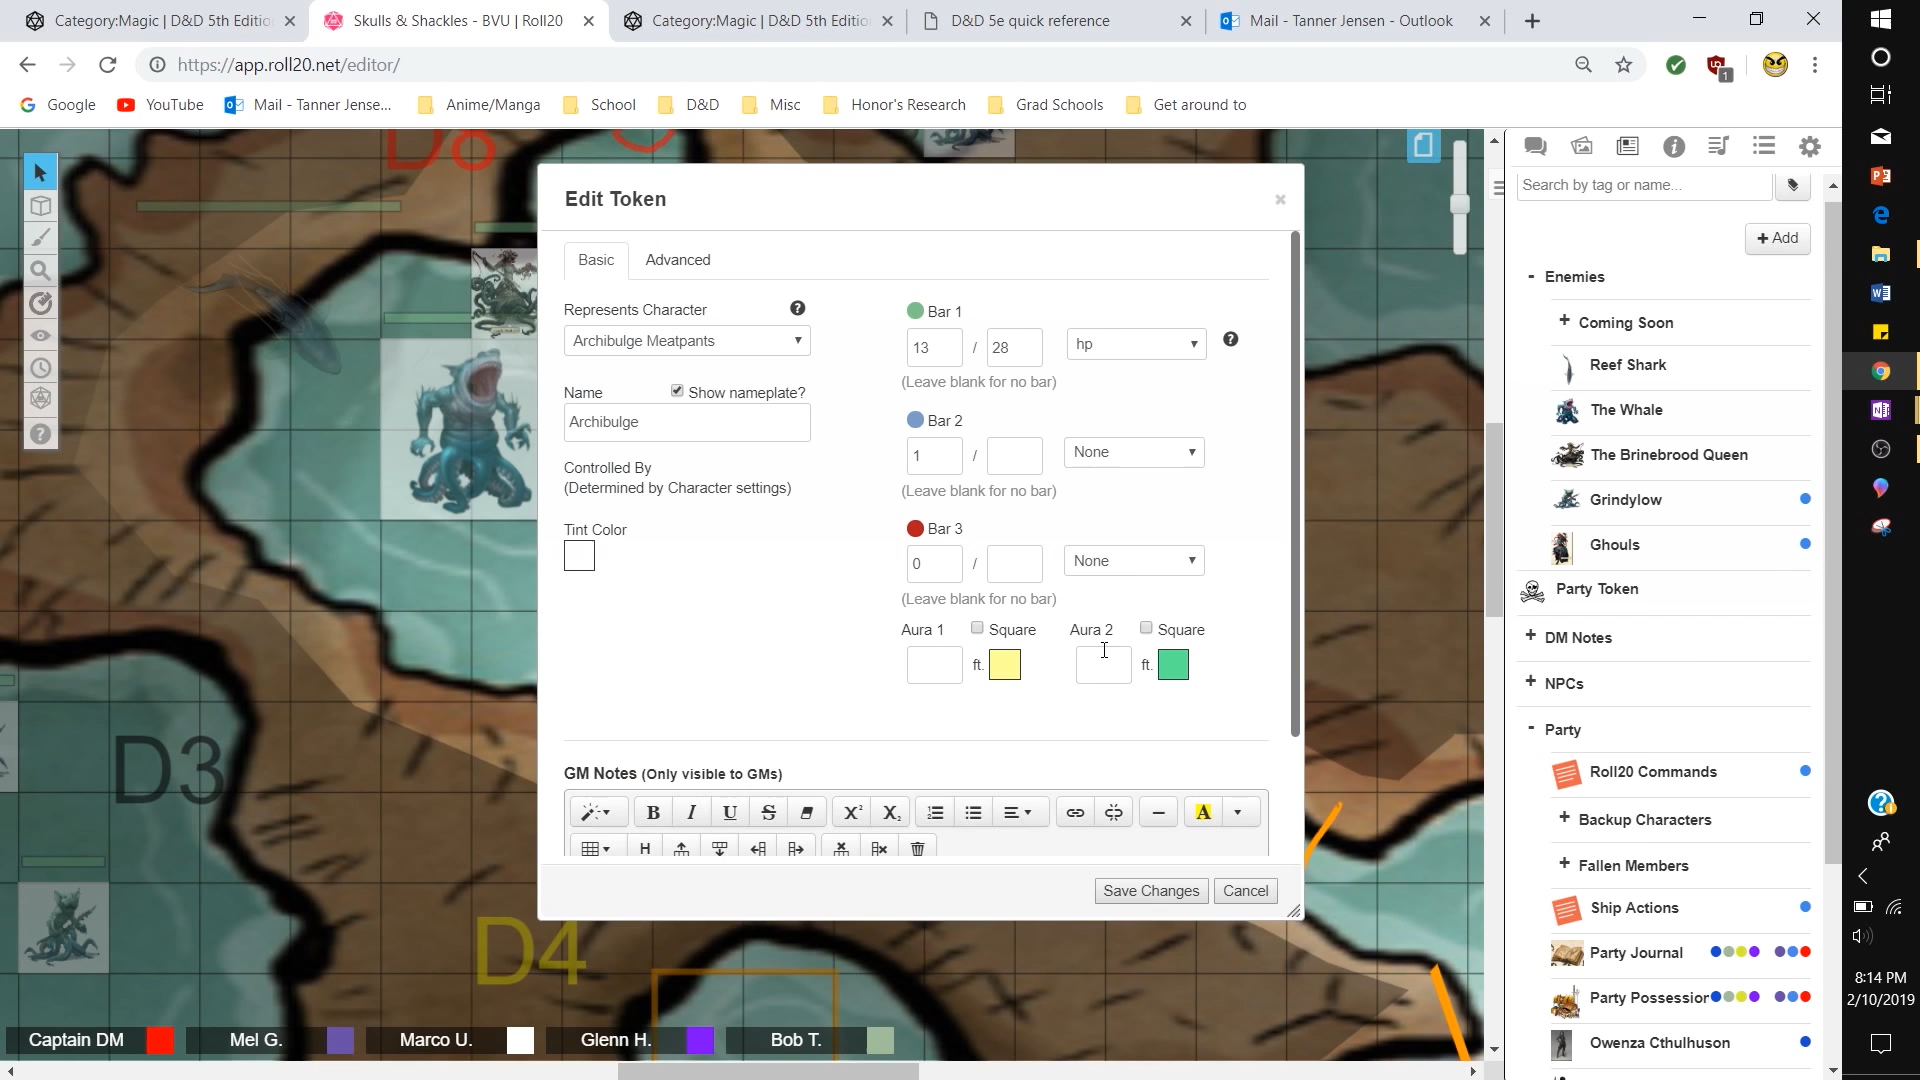 Category:Magic | D&D 5th Editio
Skulls & Shackles - BVU | Roll20
Category:Magic | D&D 5th Editio
D&D 5e quick reference
Mail - Tanner Jensen - Outlook
https://app.roll20.net/editor/
1
Google
YouTube
Mail - Tanner Jense...
Anime/Manga
School
D&D
Misc
Honor's Research
Grad Schools
Get around to
D3
D4
Edit Token
Basic
Advanced
Represents Character
Archibulge Meatpants
Name
Show nameplate?
Archibulge
Controlled By
(Determined by Character settings)
Tint Color
Bar 1
13 / 28
hp
(Leave blank for no bar)
Bar 2
1 /
None
(Leave blank for no bar)
Bar 3
0 /
None
(Leave blank for no bar)
Aura 1
Square
Aura 2
Square
ft.
ft.
GM Notes (Only visible to GMs)
B I U S X² X₂ A
H
Save Changes
Cancel
Search by tag or name...
+ Add
- Enemies
+ Coming Soon
Reef Shark
The Whale
The Brinebrood Queen
Grindylow
Ghouls
Party Token
+ DM Notes
+ NPCs
- Party
Roll20 Commands
+ Backup Characters
+ Fallen Members
Ship Actions
Party Journal
Party Possession
Owenza Cthulhuson
Captain DM
Mel G.
Marco U.
Glenn H.
Bob T.
8:14 PM
2/10/2019